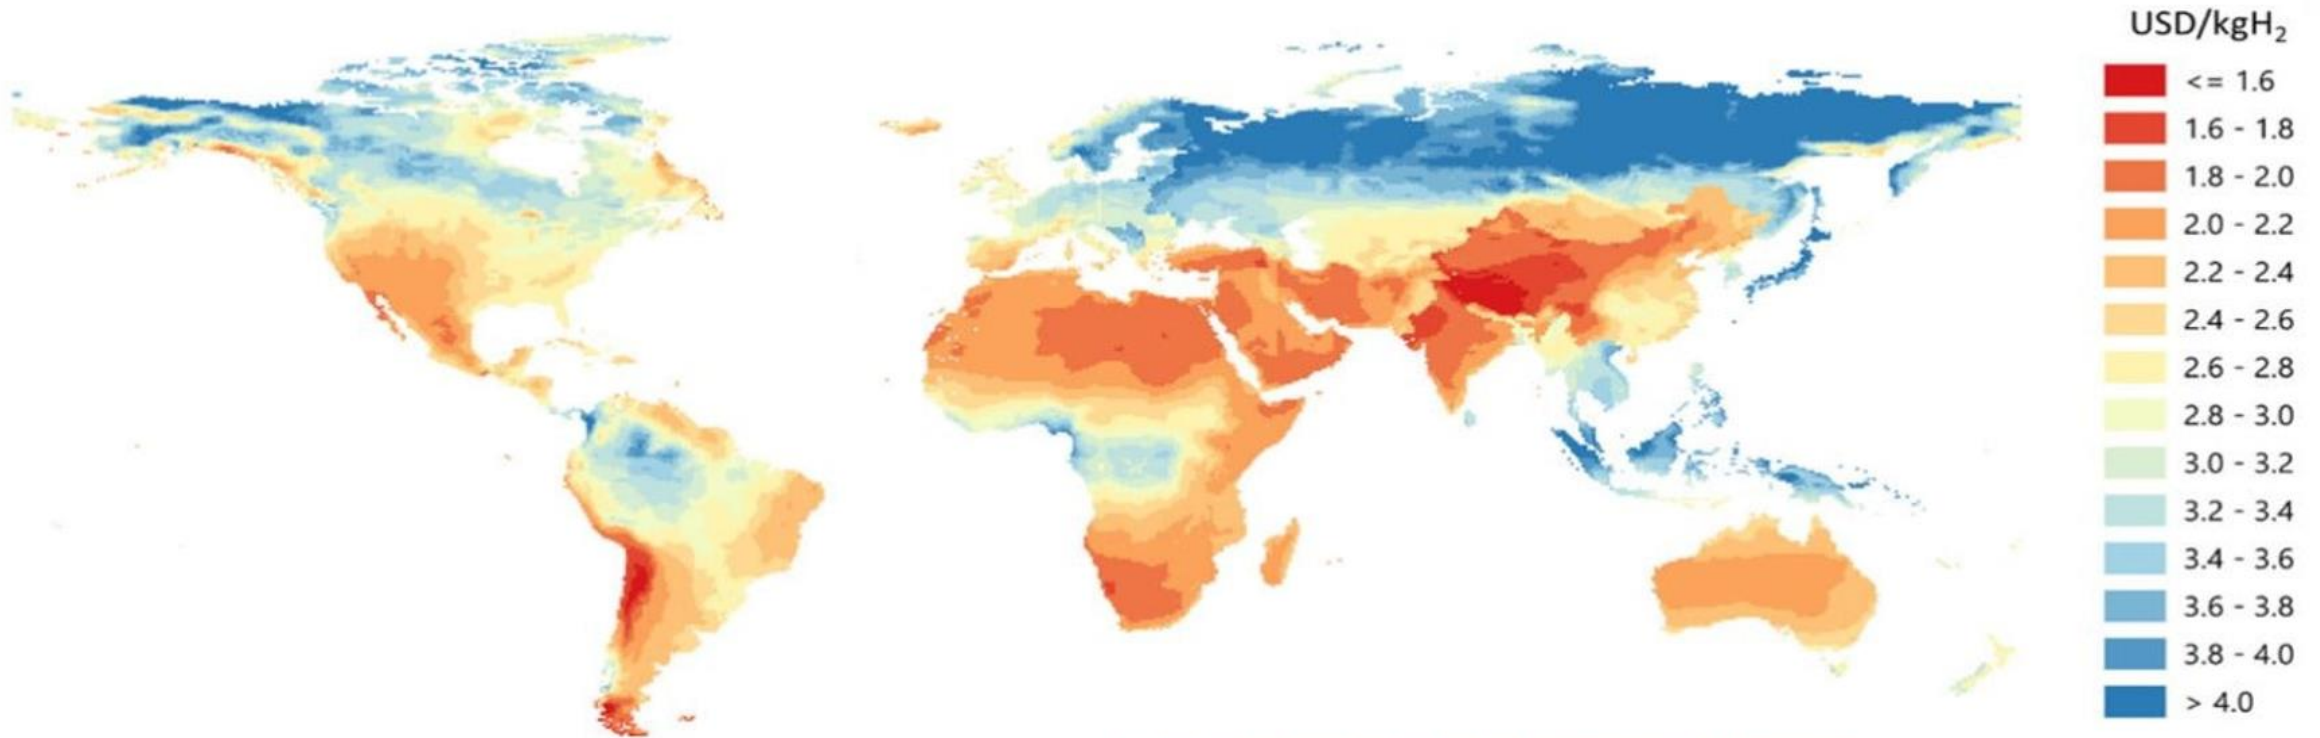 USD/kgH₂
<= 1.6
1.6 - 1.8
1.8 - 2.0
2.0 - 2.2
2.2 - 2.4
2.4 - 2.6
2.6 - 2.8
2.8 - 3.0
3.0 - 3.2
3.2 - 3.4
3.4 - 3.6
3.6 - 3.8
3.8 - 4.0
> 4.0